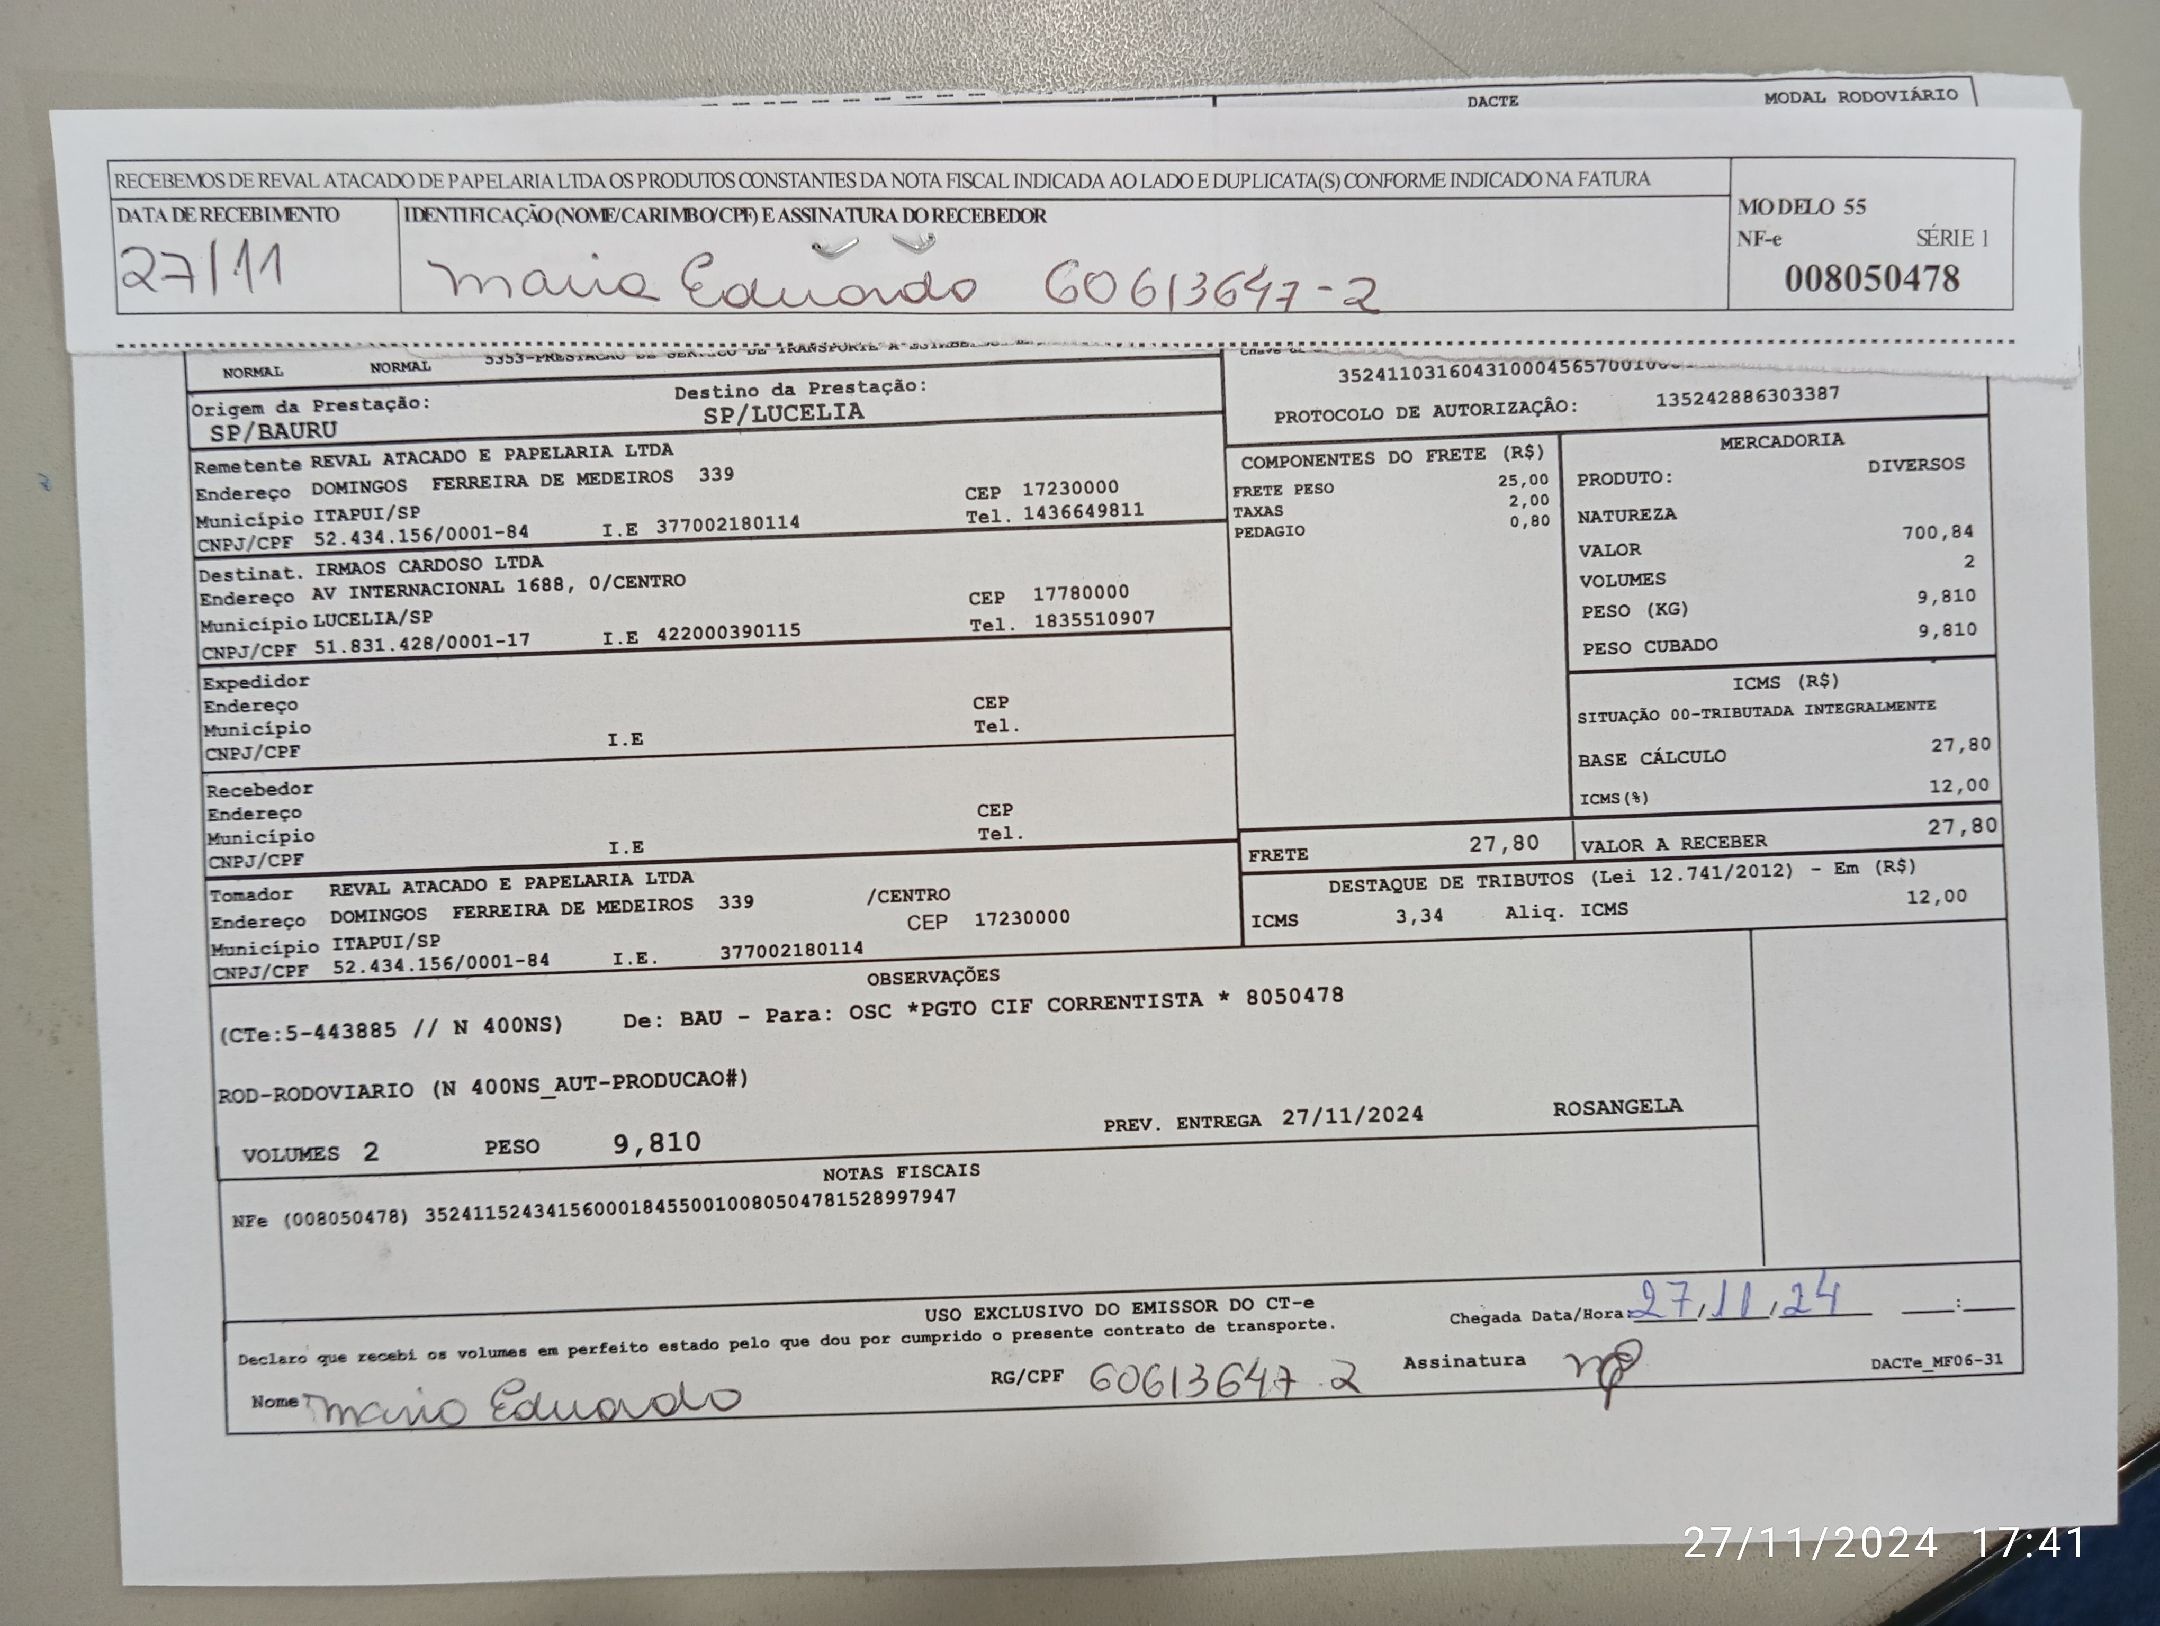 DACTE MODAL RODOVIÁRIO
RECEBEMOS DE REVAL ATACADO DE PAPELARIA LTDA OS PRODUTOS CONSTANTES DA NOTA FISCAL INDICADA AO LADO E DUPLICATA(S) CONFORME INDICADO NA FATURA
DATA DE RECEBIMENTO IDENTIFICAÇÃO (NOME/CARIMBO/CPF) E ASSINATURA DO RECEBEDOR
MODELO 55
NF-e SÉRIE 1
008050478
27/11 Maria Eduarda 60613647-2
NORMAL NORMAL 5353-PRESTACAO DE SERVICO DE TRANSPORTE A
Origem da Prestação: Destino da Prestação:
SP/BAURU SP/LUCELIA
PROTOCOLO DE AUTORIZAÇÃO: 135242886303387
Remetente REVAL ATACADO E PAPELARIA LTDA
Endereço DOMINGOS FERREIRA DE MEDEIROS 339
Município ITAPUI/SP CEP 17230000
CNPJ/CPF 52.434.156/0001-84 I.E 377002180114 Tel. 1436649811
Destinat. IRMAOS CARDOSO LTDA
Endereço AV INTERNACIONAL 1688, 0/CENTRO
Município LUCELIA/SP CEP 17780000
CNPJ/CPF 51.831.428/0001-17 I.E 422000390115 Tel. 1835510907
Expedidor
Endereço
Município CEP
CNPJ/CPF I.E Tel.
Recebedor
Endereço
Município CEP
CNPJ/CPF I.E Tel.
Tomador REVAL ATACADO E PAPELARIA LTDA
Endereço DOMINGOS FERREIRA DE MEDEIROS 339 /CENTRO
Município ITAPUI/SP CEP 17230000
CNPJ/CPF 52.434.156/0001-84 I.E. 377002180114
COMPONENTES DO FRETE (R$)
FRETE PESO 25,00
TAXAS 2,00
PEDAGIO 0,80
MERCADORIA
PRODUTO: DIVERSOS
NATUREZA
VALOR 700,84
VOLUMES 2
PESO (KG) 9,810
PESO CUBADO 9,810
ICMS (R$)
SITUAÇÃO 00-TRIBUTADA INTEGRALMENTE
BASE CÁLCULO 27,80
ICMS(%) 12,00
FRETE 27,80 VALOR A RECEBER 27,80
DESTAQUE DE TRIBUTOS (Lei 12.741/2012) - Em (R$)
ICMS 3,34 Aliq. ICMS 12,00
OBSERVAÇÕES
(CTe:5-443885 // N 400NS) De: BAU - Para: OSC *PGTO CIF CORRENTISTA * 8050478
ROD-RODOVIARIO (N 400NS_AUT-PRODUCAO#)
VOLUMES 2 PESO 9,810 PREV. ENTREGA 27/11/2024 ROSANGELA
NOTAS FISCAIS
NFe (008050478) 35241152434156000184550010080504781528997947
USO EXCLUSIVO DO EMISSOR DO CT-e
Declaro que recebi os volumes em perfeito estado pelo que dou por cumprido o presente contrato de transporte.
Chegada Data/Hora: 27/11/24 __:__
Nome Maria Eduarda RG/CPF 60613647-2 Assinatura
DACTe_MF06-31
27/11/2024 17:41